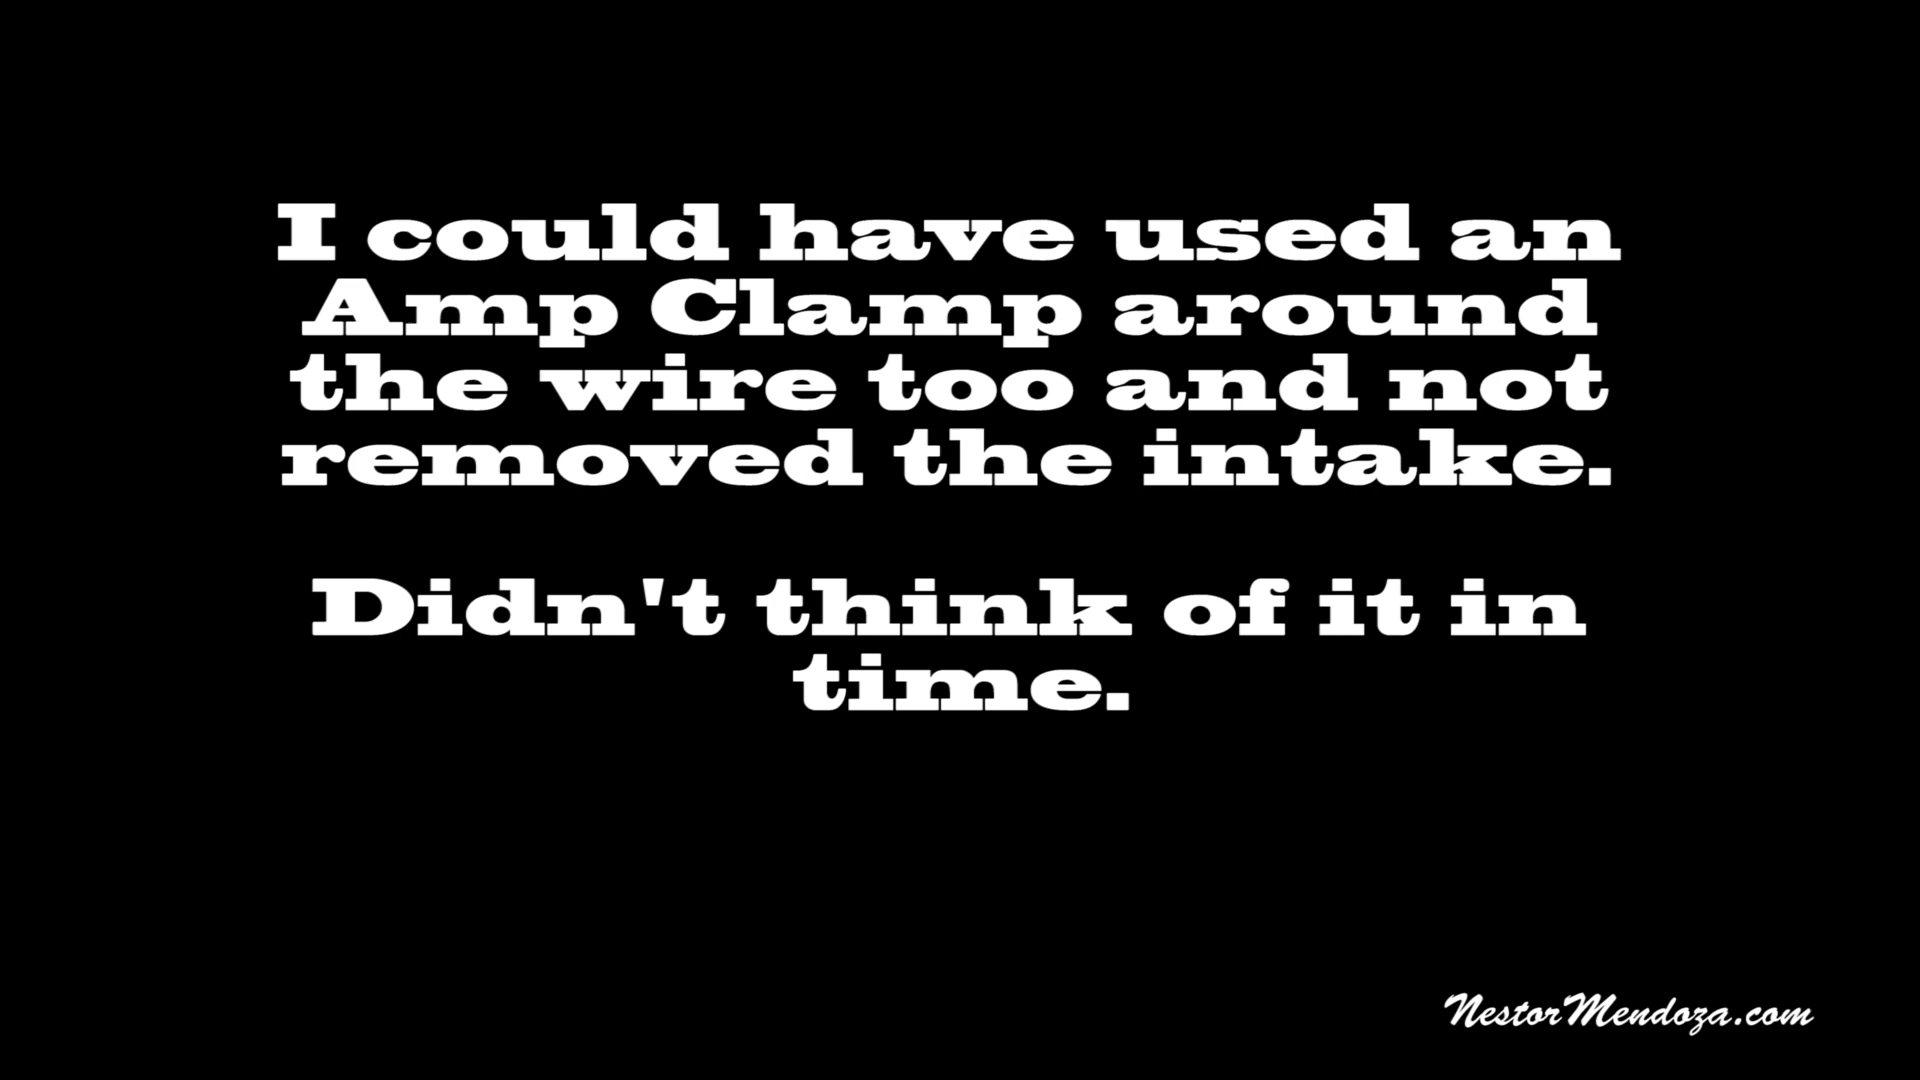 I could have used an
Amp Clamp around
the wire too and not
removed the intake.
Didn't think of it in
time.
NestorMendoza.com